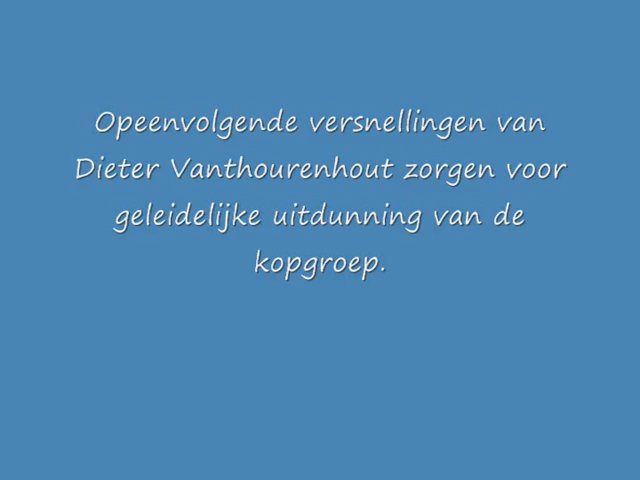 Opeenvolgende versnellingen van
Dieter Vanthourenhout zorgen voor
geleidelijke uitdunning van de
kopgroep.